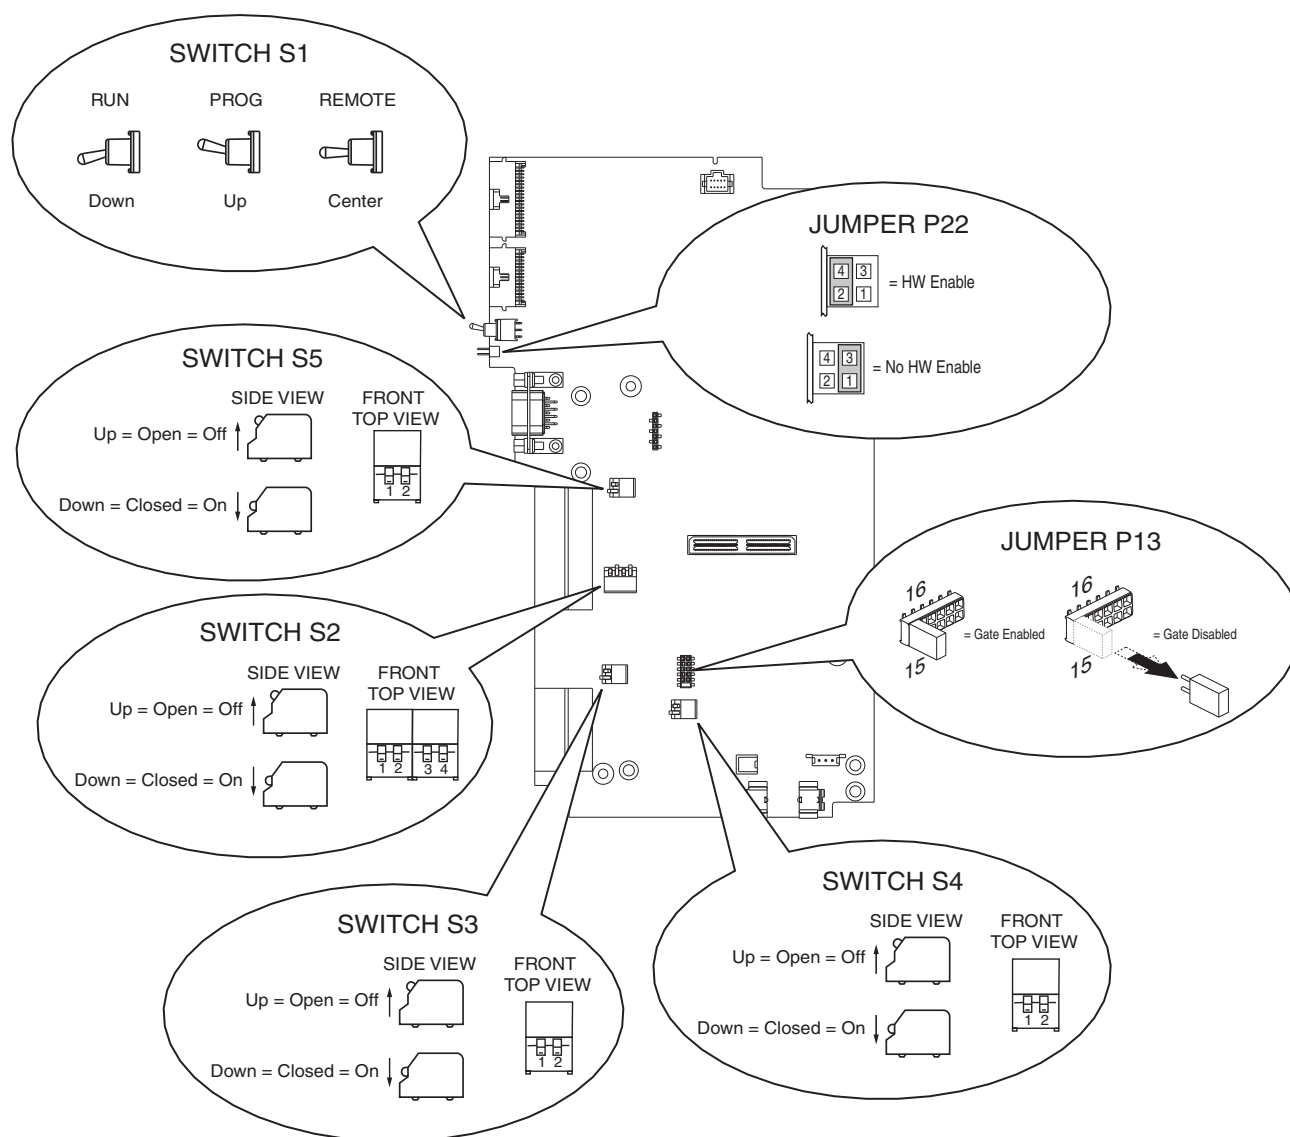 SWITCH S1
RUN PROG REMOTE
Down Up Center
JUMPER P22
4 3
2 1
= HW Enable
4 3
2 1
= No HW Enable
SWITCH S5
SIDE VIEW
FRONT
TOP VIEW
Up = Open = Off
1 2
Down = Closed = On
JUMPER P13
16
15
= Gate Enabled
16
15
= Gate Disabled
SWITCH S2
SIDE VIEW
FRONT
TOP VIEW
Up = Open = Off
1 2 3 4
Down = Closed = On
SWITCH S4
SIDE VIEW
FRONT
TOP VIEW
Up = Open = Off
1 2
Down = Closed = On
SWITCH S3
SIDE VIEW
FRONT
TOP VIEW
Up = Open = Off
1 2
Down = Closed = On